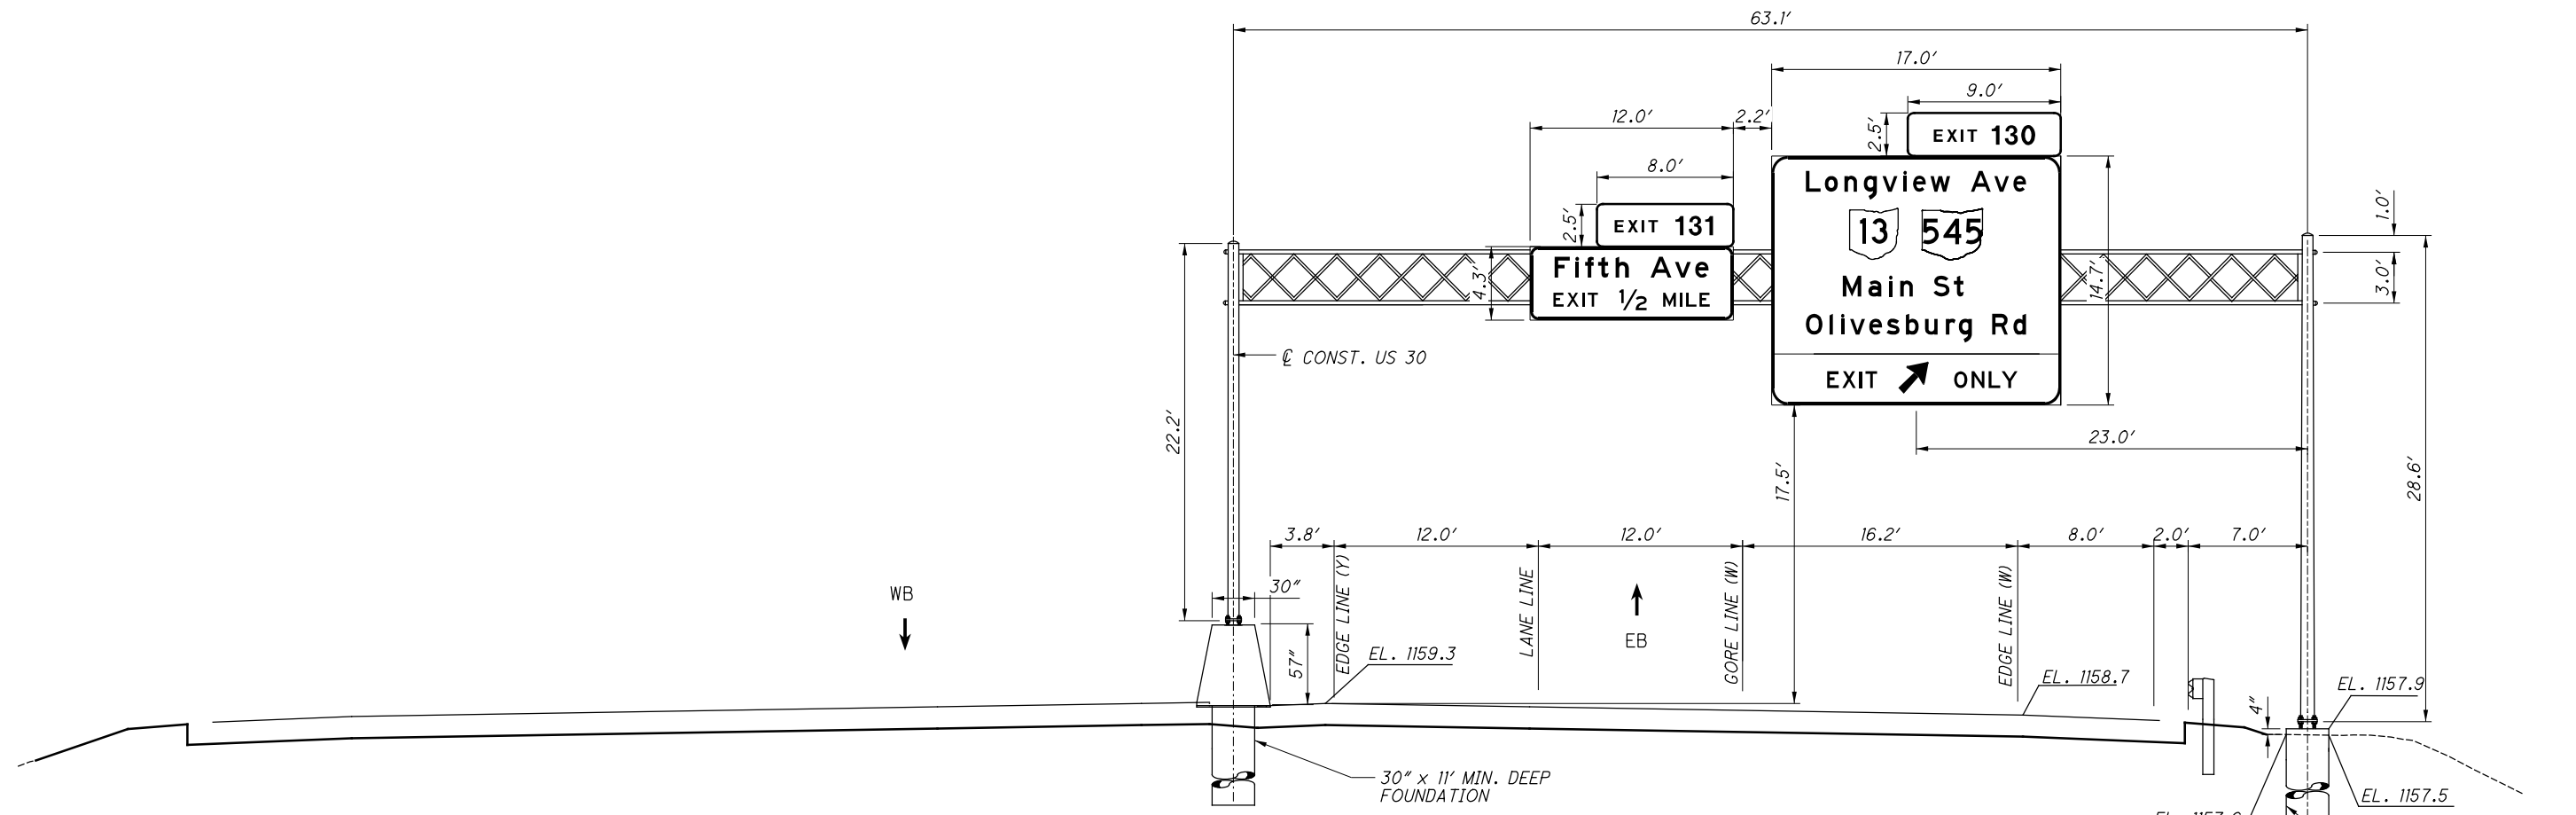 63.1'
17.0'
9.0'
12.0'
2.2'
2.5'
EXIT 130
8.0'
2.5'
EXIT 131
Longview Ave
13 545
Main St
Olivesburg Rd
EXIT ONLY
Fifth Ave
EXIT 1/2 MILE
4.3'
14.7'
1.0'
3.0'
℄ CONST. US 30
22.2'
23.0'
17.5'
28.6'
3.8'
12.0'
12.0'
16.2'
8.0'
2.0'
7.0'
WB
30"
57"
EDGE LINE (Y)
LANE LINE
EB
GORE LINE (W)
EDGE LINE (W)
EL. 1159.3
EL. 1158.7
EL. 1157.9
4"
30" x 11' MIN. DEEP
FOUNDATION
EL. 1157.5